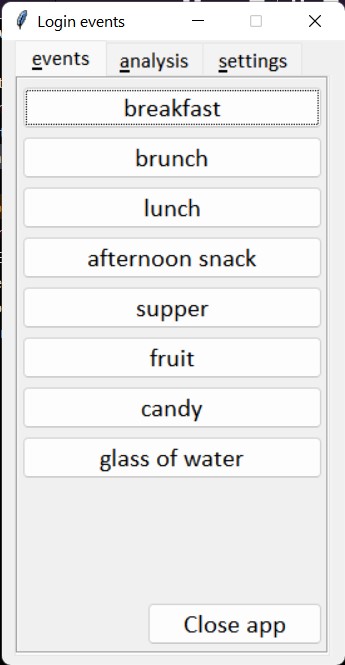 Login events
events analysis settings
breakfast
brunch
lunch
afternoon snack
supper
fruit
candy
glass of water
Close app